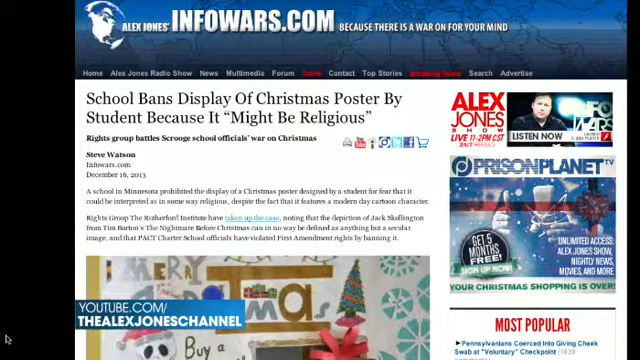 ALEX JONES' INFOWARS.COM BECAUSE THERE IS A WAR ON FOR YOUR MIND
Home Alex Jones Radio Show News Multimedia Forum Store Contact Top Stories Breaking News Search Advertise
School Bans Display Of Christmas Poster By
Student Because It “Might Be Religious”
Rights group battles Scrooge school officials' war on Christmas
Steve Watson
Infowars.com
December 16, 2013
A school in Minnesota prohibited the display of a Christmas poster designed by a student for fear that it
could be interpreted as in some way religious, despite the fact that it features a modern day cartoon character.
Rights Group The Rutherford Institute have taken up the case, noting that the depiction of Jack Skellington
from Tim Burton's The Nightmare Before Christmas can in no way be defined as anything but a secular
image, and that PACT Charter School officials have violated First Amendment rights by banning it.
MERRY
mas
Buy a
YOUTUBE.COM/
THEALEXJONESCHANNEL
ALEX
JONES
SHOW
LIVE 11-2PM CST
24/7 REPLAY
LISTEN NOW
PRISONPLANET TV
GET 5
MONTHS
FREE!
SIGN UP NOW!
UNLIMITED ACCESS:
ALEX JONES SHOW,
NIGHTLY NEWS,
MOVIES, AND MORE
YOUR CHRISTMAS SHOPPING IS OVER!
MOST POPULAR
Pennsylvanians Coerced Into Giving Cheek
Swab at "Voluntary" Checkpoint (1839